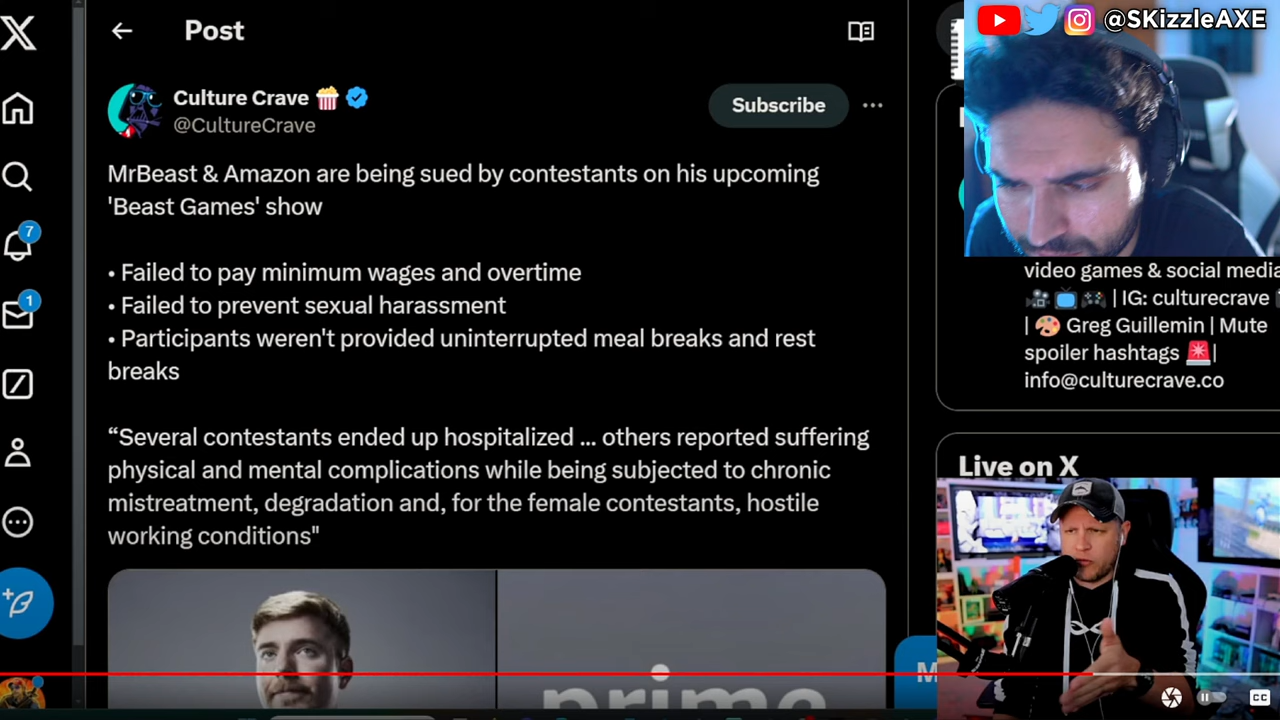 @SKizzleAXE
Post
Culture Crave
@CultureCrave
Subscribe
MrBeast & Amazon are being sued by contestants on his upcoming
'Beast Games' show
• Failed to pay minimum wages and overtime
• Failed to prevent sexual harassment
• Participants weren't provided uninterrupted meal breaks and rest
breaks
“Several contestants ended up hospitalized ... others reported suffering
physical and mental complications while being subjected to chronic
mistreatment, degradation and, for the female contestants, hostile
working conditions"
prime
7
1
video games & social media
| IG: culturecrave
| Greg Guillemin | Mute
spoiler hashtags |
info@culturecrave.co
Live on X
M
CC